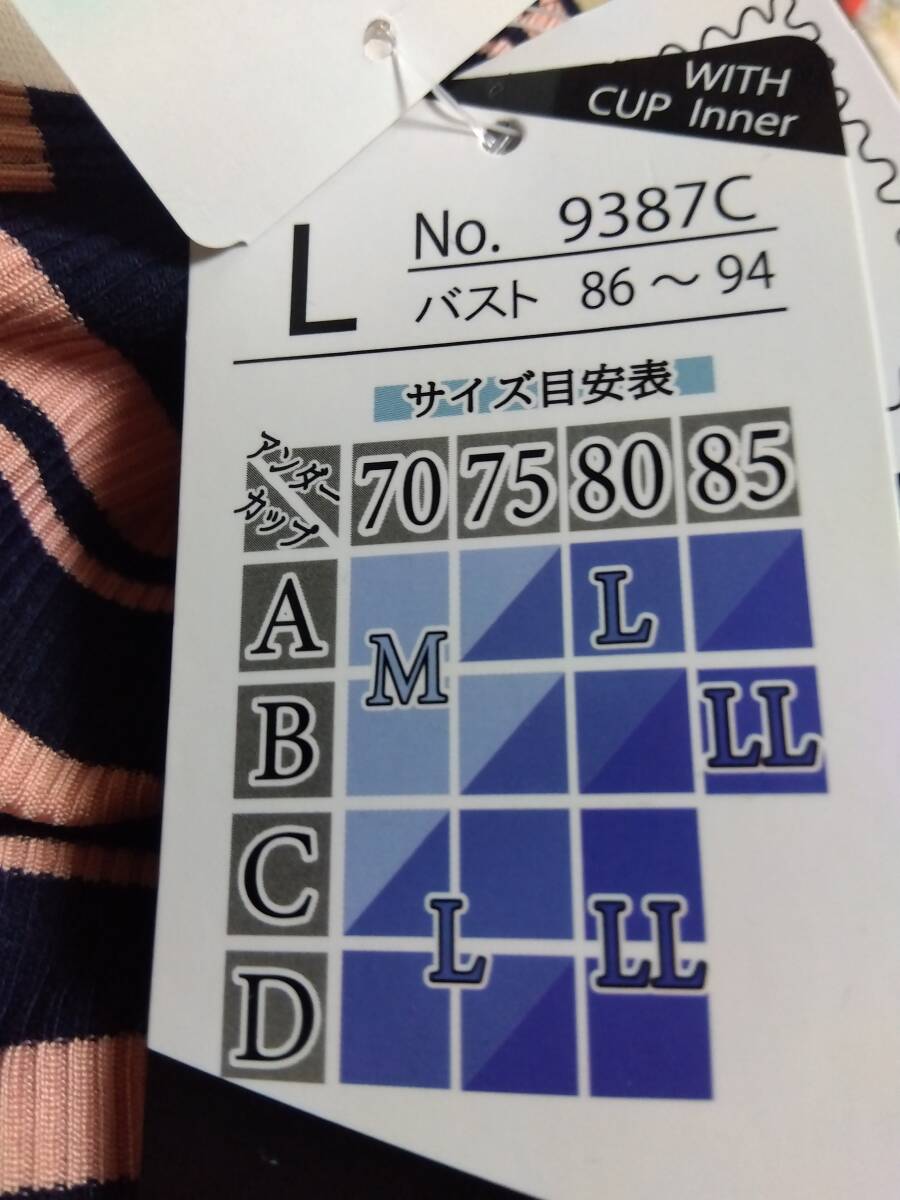 WITH
CUP Inner
L
No. 9387C
バスト 86～94
サイズ目安表
アンダー
カップ
70 75 80 85
A L
M
B LL
C
L LL
D